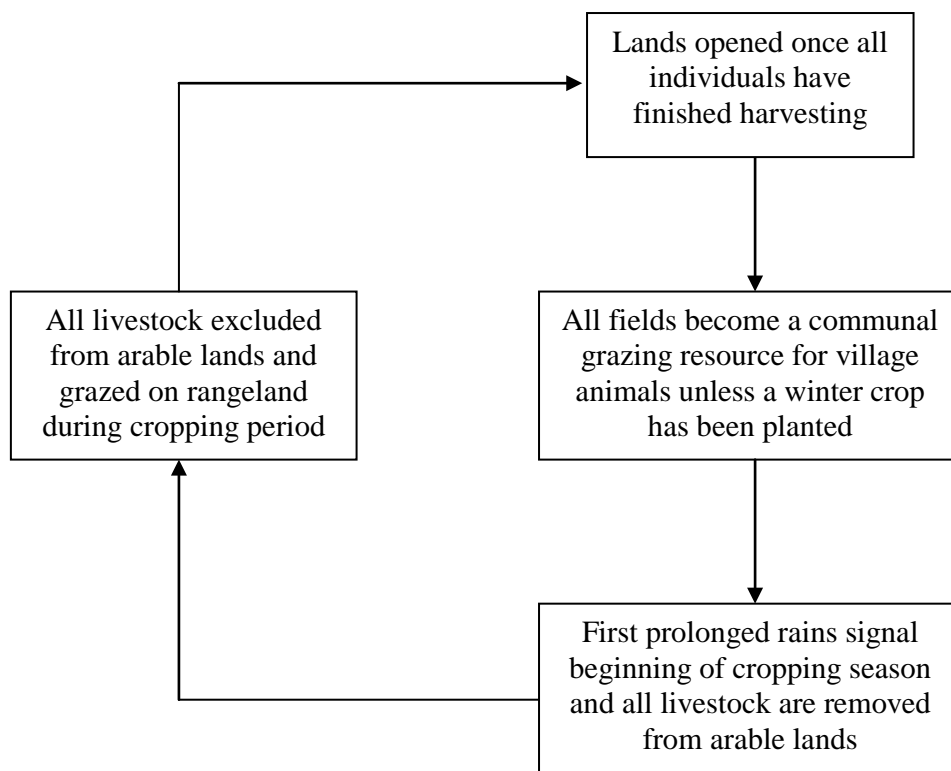 Lands opened once all
individuals have
finished harvesting
All livestock excluded
from arable lands and
grazed on rangeland
during cropping period
All fields become a communal
grazing resource for village
animals unless a winter crop
has been planted
First prolonged rains signal
beginning of cropping season
and all livestock are removed
from arable lands